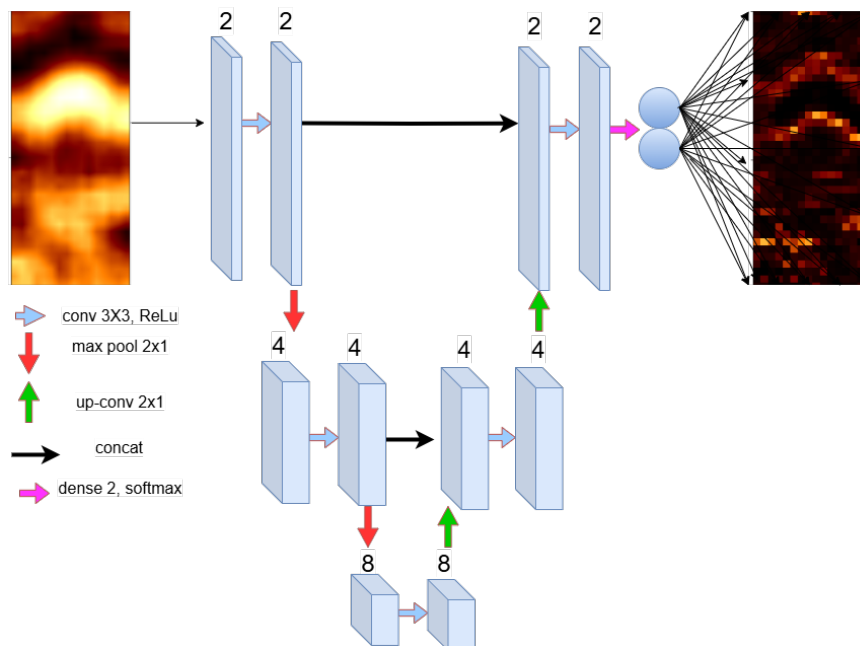 2 2 2 2
conv 3X3, ReLu
max pool 2x1
up-conv 2x1
concat
dense 2, softmax
4 4 4 4
8 8